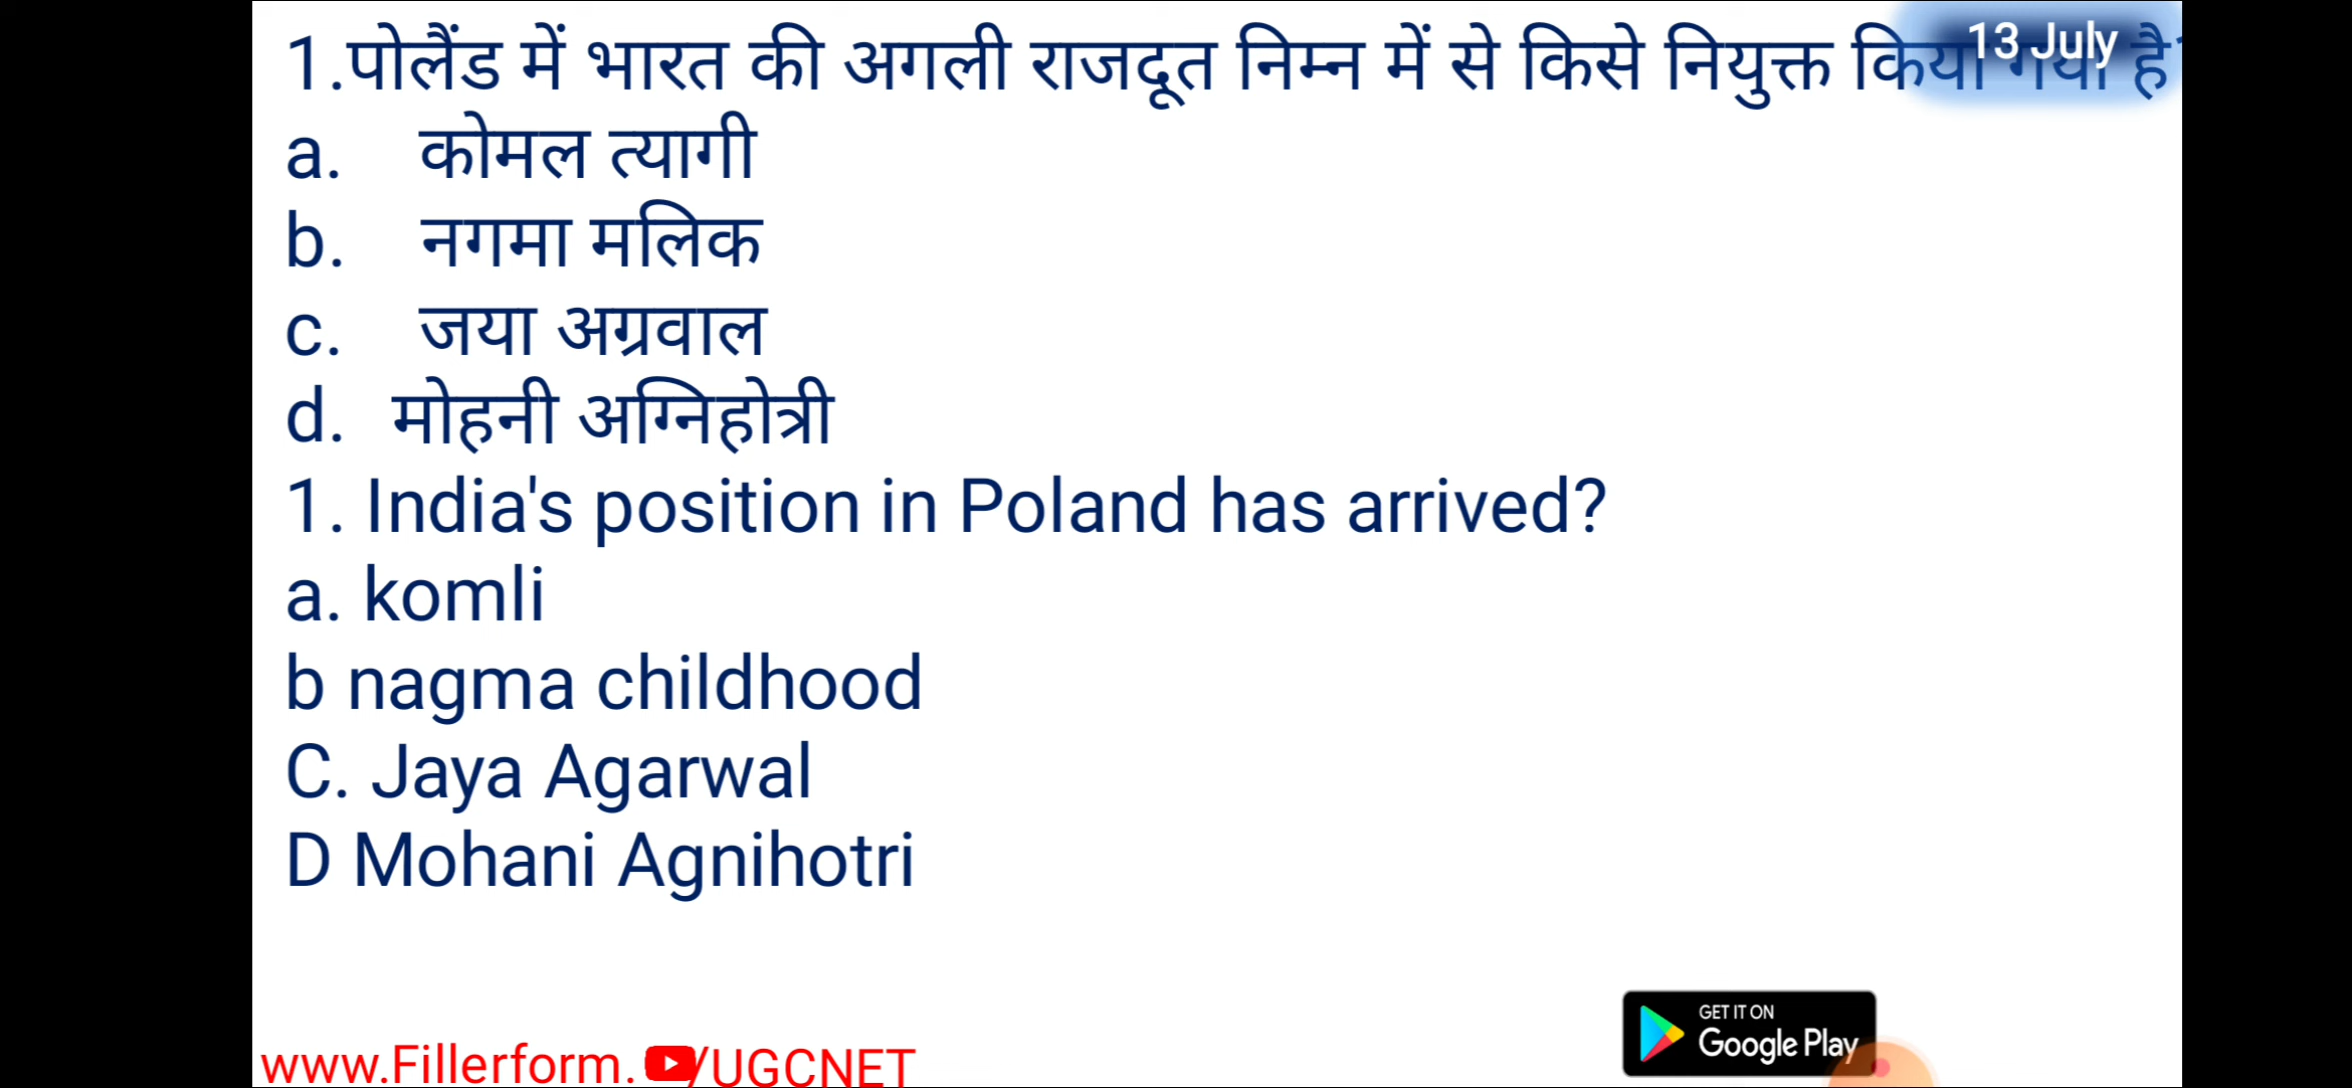 1.पोलैंड में भारत की अगली राजदूत निम्न में से किसे नियुक्त किया गया है
13 July
a. कोमल त्यागी
b. नगमा मलिक
c. जया अग्रवाल
d. मोहनी अग्निहोत्री
1. India's position in Poland has arrived?
a. komli
b nagma childhood
C. Jaya Agarwal
D Mohani Agnihotri
GET IT ON
Google Play
www.Fillerform. /UGCNET